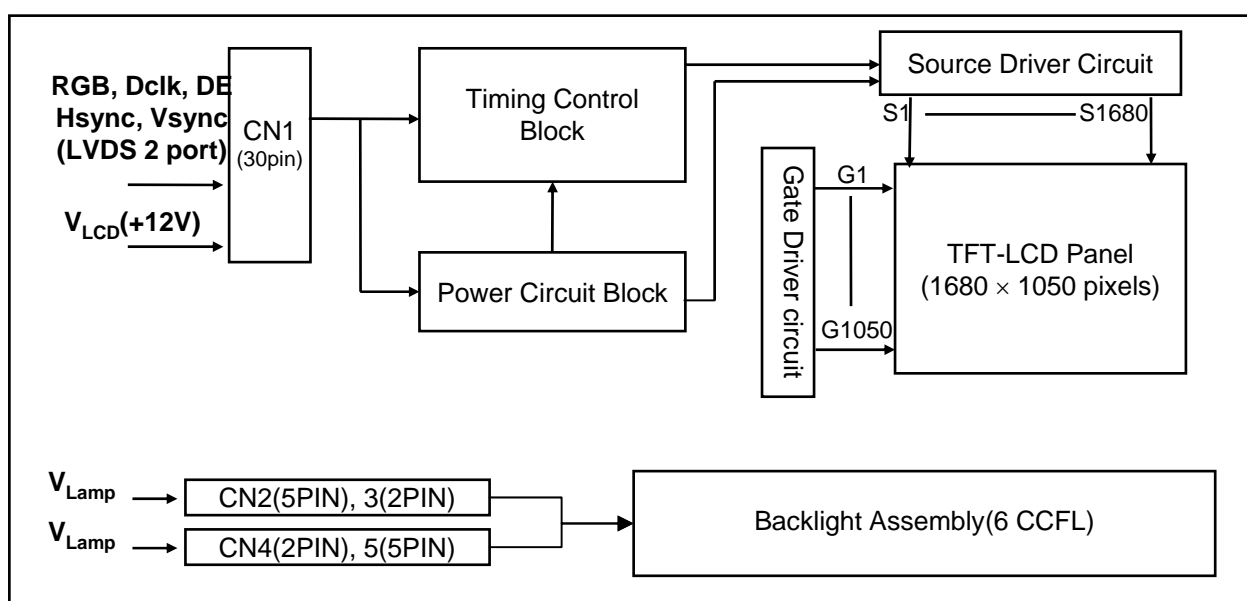 RGB, Dclk, DE
Hsync, Vsync
(LVDS 2 port)
VLCD(+12V)
CN1
(30pin)
Timing Control
Block
Power Circuit Block
Source Driver Circuit
S1
S1680
Gate Driver circuit
G1
G1050
TFT-LCD Panel
(1680 × 1050 pixels)
VLamp
CN2(5PIN), 3(2PIN)
VLamp
CN4(2PIN), 5(5PIN)
Backlight Assembly(6 CCFL)